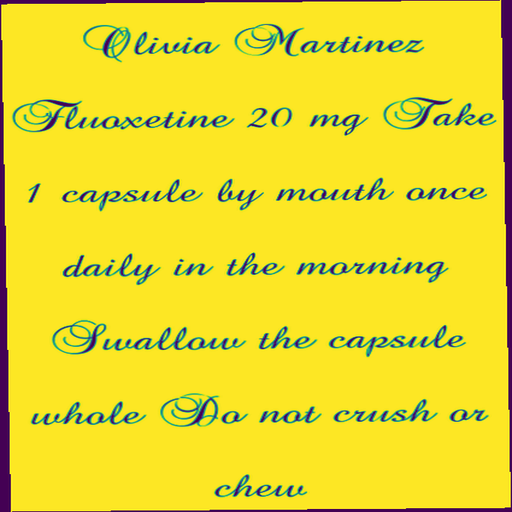 Olivia Martinez
Fluoxetine 20 mg Take
1 capsule by mouth once
daily in the morning
Swallow the capsule
whole Do not crush or
chew